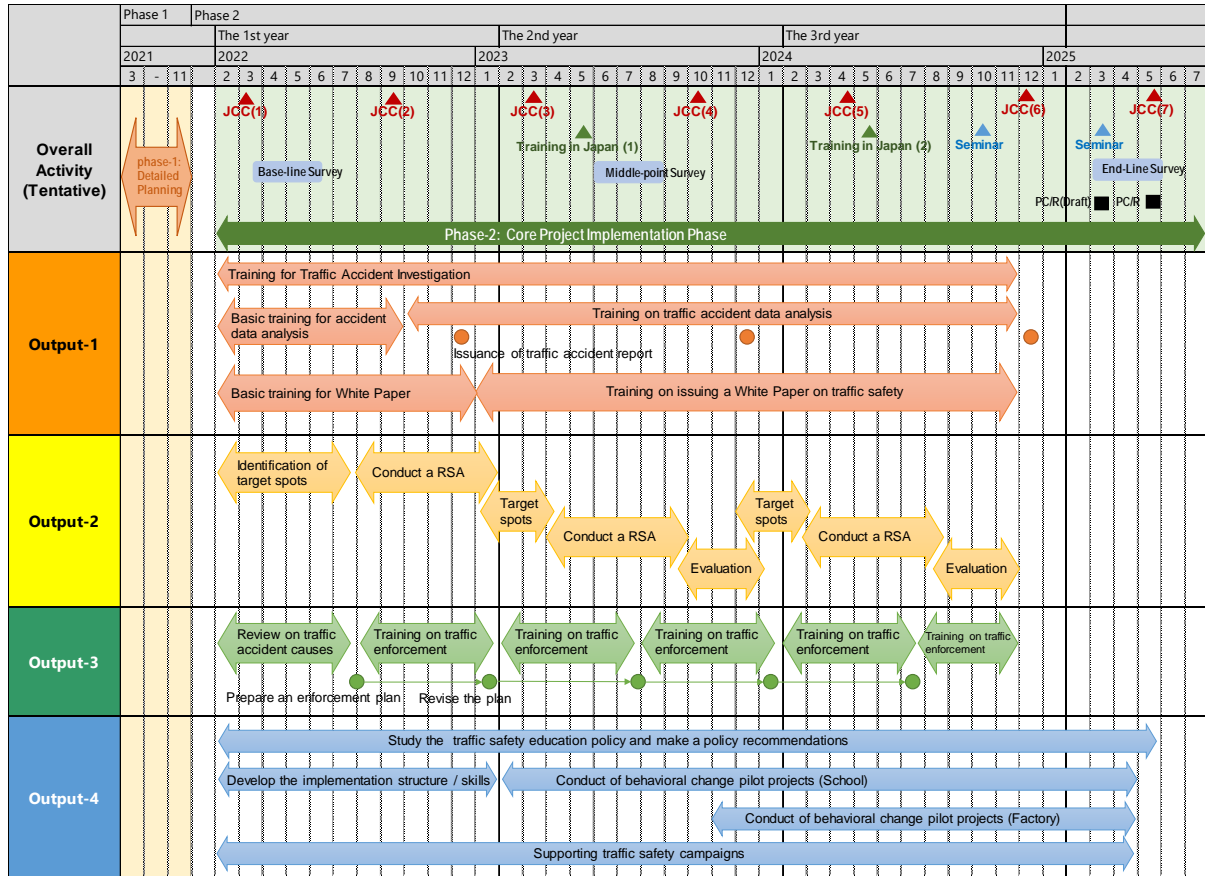 Phase 1 Phase 2
The 1st year The 2nd year The 3rd year
2021 2022 2023 2024 2025
3 - 11 2 3 4 5 6 7 8 9 10 11 12 1 2 3 4 5 6 7 8 9 10 11 12 1 2 3 4 5 6 7 8 9 10 11 12 1 2 3 4 5 6 7
Overall
Activity
(Tentative)
phase-1:
Detailed
Planning
JCC(1) JCC(2) JCC(3) JCC(4) JCC(5) JCC(6) JCC(7)
Training in Japan (1) Training in Japan (2) Seminar Seminar
Base-line Survey Middle-point Survey End-Line Survey
PC/R(Draft) PC/R
Phase-2: Core Project Implementation Phase
Output-1
Training for Traffic Accident Investigation
Basic training for accident
data analysis
Training on traffic accident data analysis
Issuance of traffic accident report
Basic training for White Paper
Training on issuing a White Paper on traffic safety
Output-2
Identification of
target spots
Conduct a RSA
Target
spots
Conduct a RSA
Evaluation
Target
spots
Conduct a RSA
Evaluation
Output-3
Review on traffic
accident causes
Training on traffic
enforcement
Training on traffic
enforcement
Training on traffic
enforcement
Training on traffic
enforcement
Training on traffic
enforcement
Prepare an enforcement plan
Revise the plan
Output-4
Study the traffic safety education policy and make a policy recommendations
Develop the implementation structure / skills
Conduct of behavioral change pilot projects (School)
Conduct of behavioral change pilot projects (Factory)
Supporting traffic safety campaigns